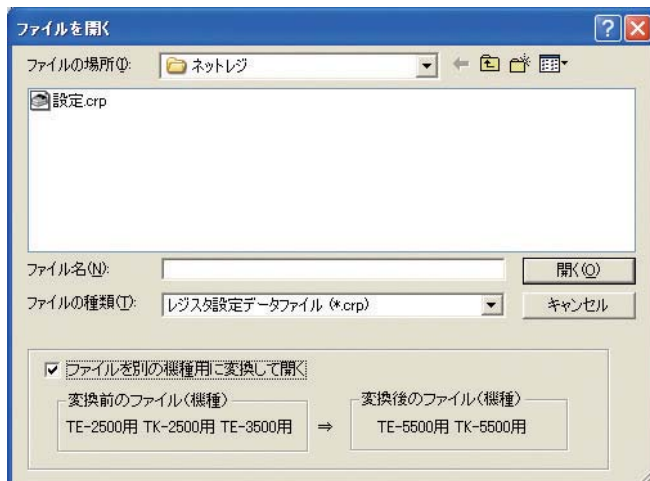 ファイルを開く
ファイルの場所(I):
ネットレジ
設定.crp
ファイル名(N):
開く(O)
ファイルの種類(T):
レジスタ設定データファイル (*.crp)
キャンセル
ファイルを別の機種用に変換して開く
変換前のファイル(機種)
TE-2500用 TK-2500用 TE-3500用
⇒
変換後のファイル(機種)
TE-5500用 TK-5500用